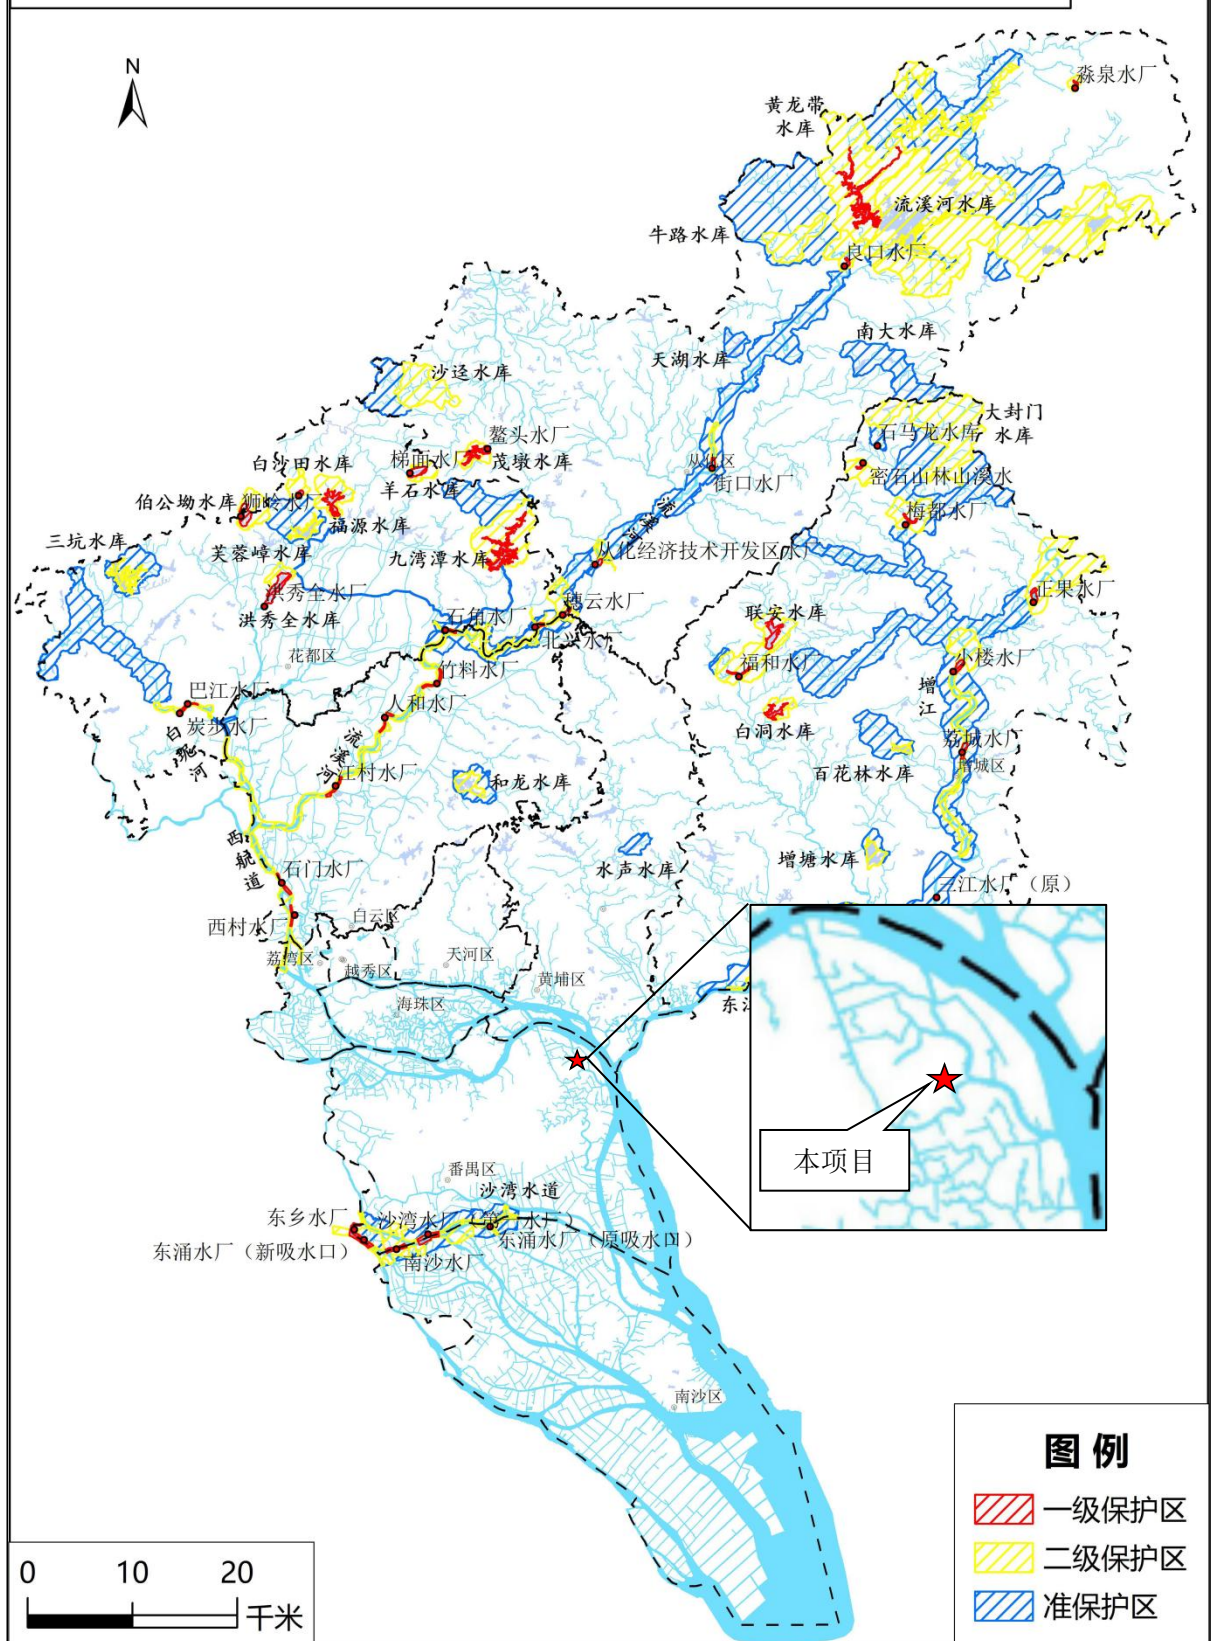 N
淼泉水厂
黄龙带
水库
流溪河水库
牛路水库
良口水厂
南大水库
天湖水库
沙迳水库
大封门
水库
石马龙水库
鳌头水厂
梯面水厂
茂墩水库
从化区
街口水厂
密石山林山溪水
白沙田水库
羊石水库
伯公坳水库
狮岭水厂
福源水库
梅都水厂
流溪河
三坑水库
芙蓉嶂水库
九湾潭水库
从化经济技术开发区水厂
洪秀全水厂
洪秀全水库
正果水厂
穗云水厂
石角水厂
北兴水厂
联安水库
花都区
竹料水厂
福和水厂
小楼水厂
巴江水厂
炭步水厂
人和水厂
增江
白坭河
流溪河
白洞水库
荔城水厂
增城区
江村水厂
和龙水库
百花林水库
西航道
石门水厂
水声水库
增塘水库
三江水厂（原）
西村水厂
白云区
荔湾区
越秀区
天河区
黄埔区
海珠区
东江
本项目
番禺区
沙湾水道
东乡水厂
沙湾水厂
东涌水厂（新吸水口）
南沙水厂
东涌水厂（原吸水口）
南沙区
图 例
一级保护区
二级保护区
准保护区
0 10 20
千米